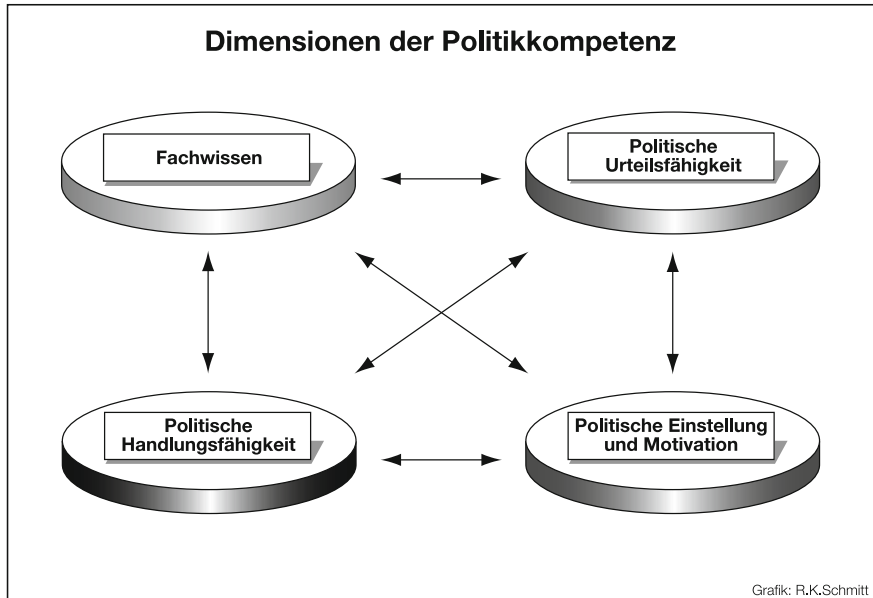 Dimensionen der Politikkompetenz
Fachwissen
Politische
Urteilsfähigkeit
Politische
Handlungsfähigkeit
Politische Einstellung
und Motivation
Grafik: R.K.Schmitt